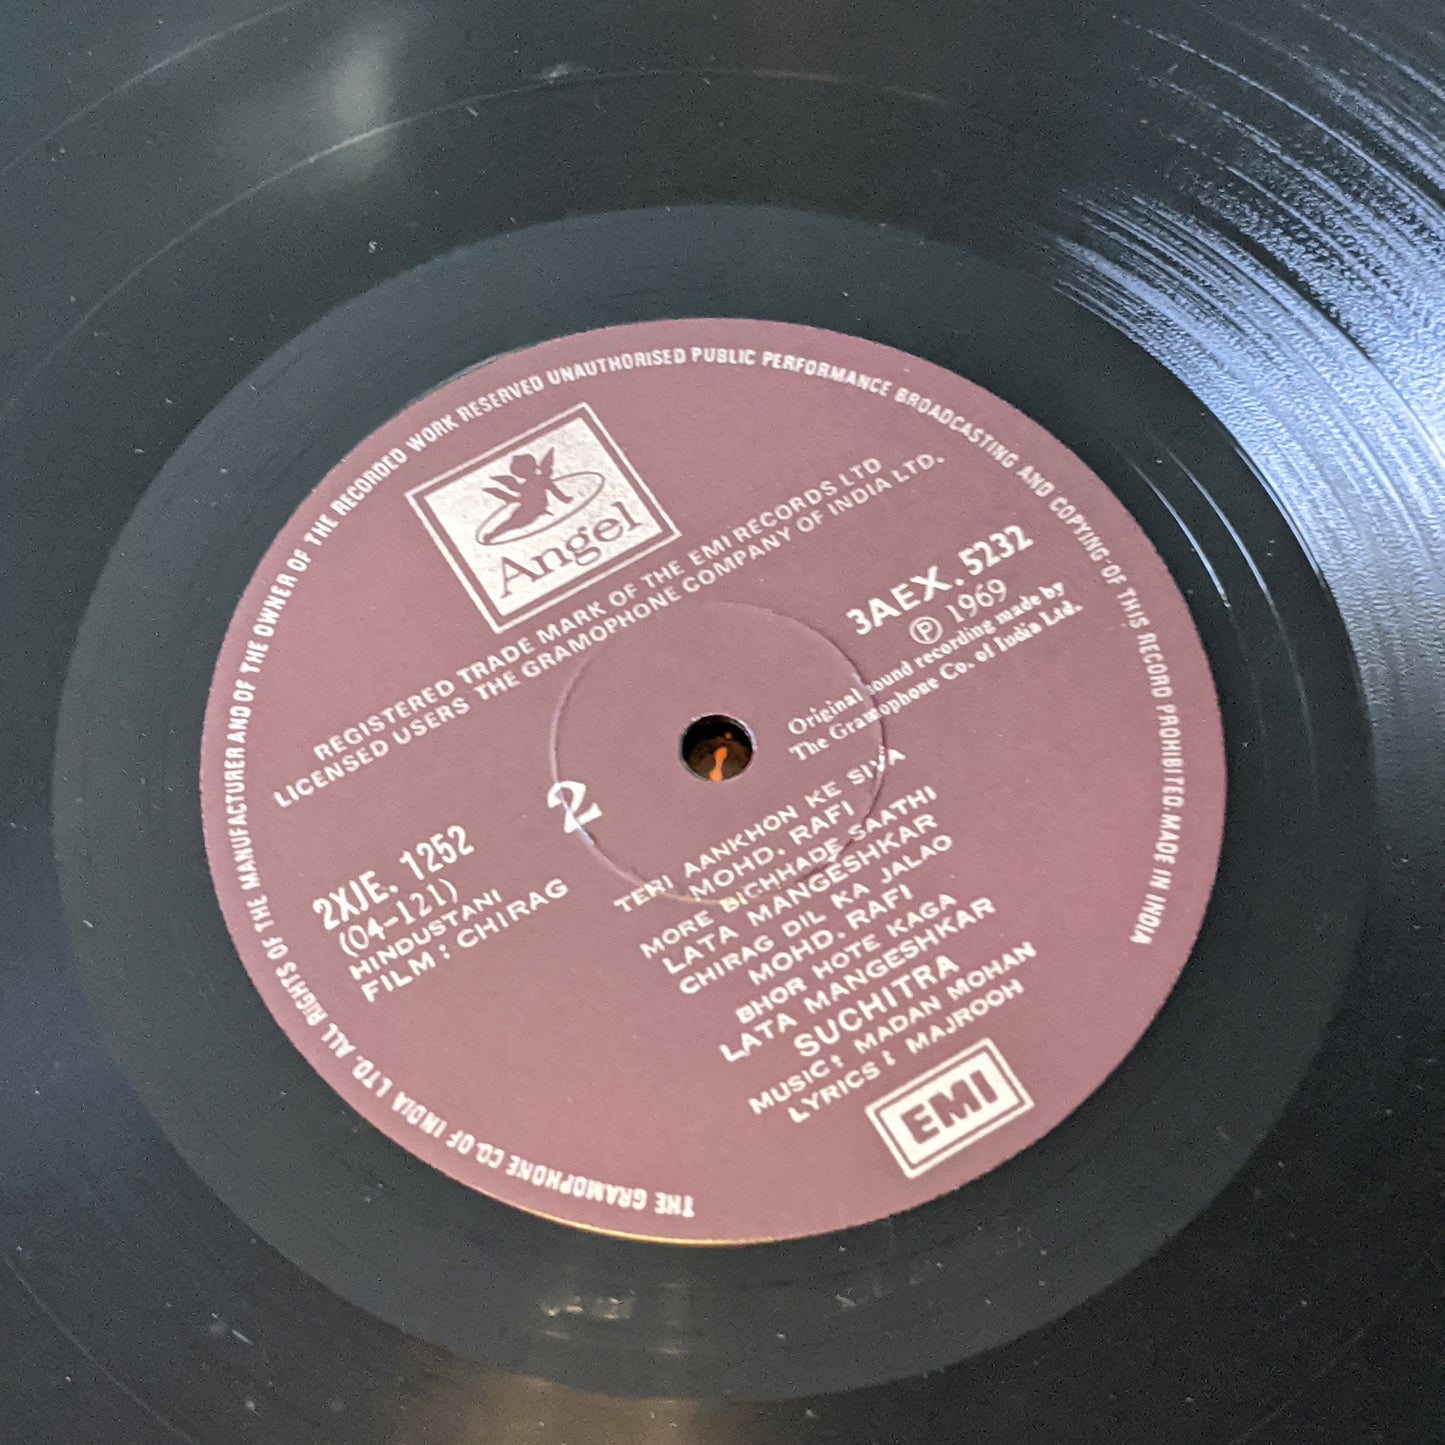 THE GRAMOPHONE CO. OF INDIA LTD. ALL RIGHTS OF THE MANUFACTURER AND OF THE OWNER OF THE RECORDED WORK RESERVED UNAUTHORISED PUBLIC PERFORMANCE BROADCASTING AND COPYING OF THIS RECORD PROHIBITED. MADE IN INDIA
Angel
REGISTERED TRADE MARK OF THE EMI RECORDS LTD
LICENSED USERS THE GRAMOPHONE COMPANY OF INDIA LTD.
3AEX. 5232
℗ 1969
Original sound recording made by
The Gramophone Co. of India Ltd.
2
2XJE. 1252
(04-121)
HINDUSTANI
FILM: CHIRAG
TERI AANKHON KE SIVA
MOHD. RAFI
MORE BICHHADE SAATHI
LATA MANGESHKAR
CHIRAG DIL KA JALAO
MOHD. RAFI
BHOR HOTE KAGA
LATA MANGESHKAR
SUCHITRA
MUSIC: MADAN MOHAN
LYRICS: MAJROOH
EMI